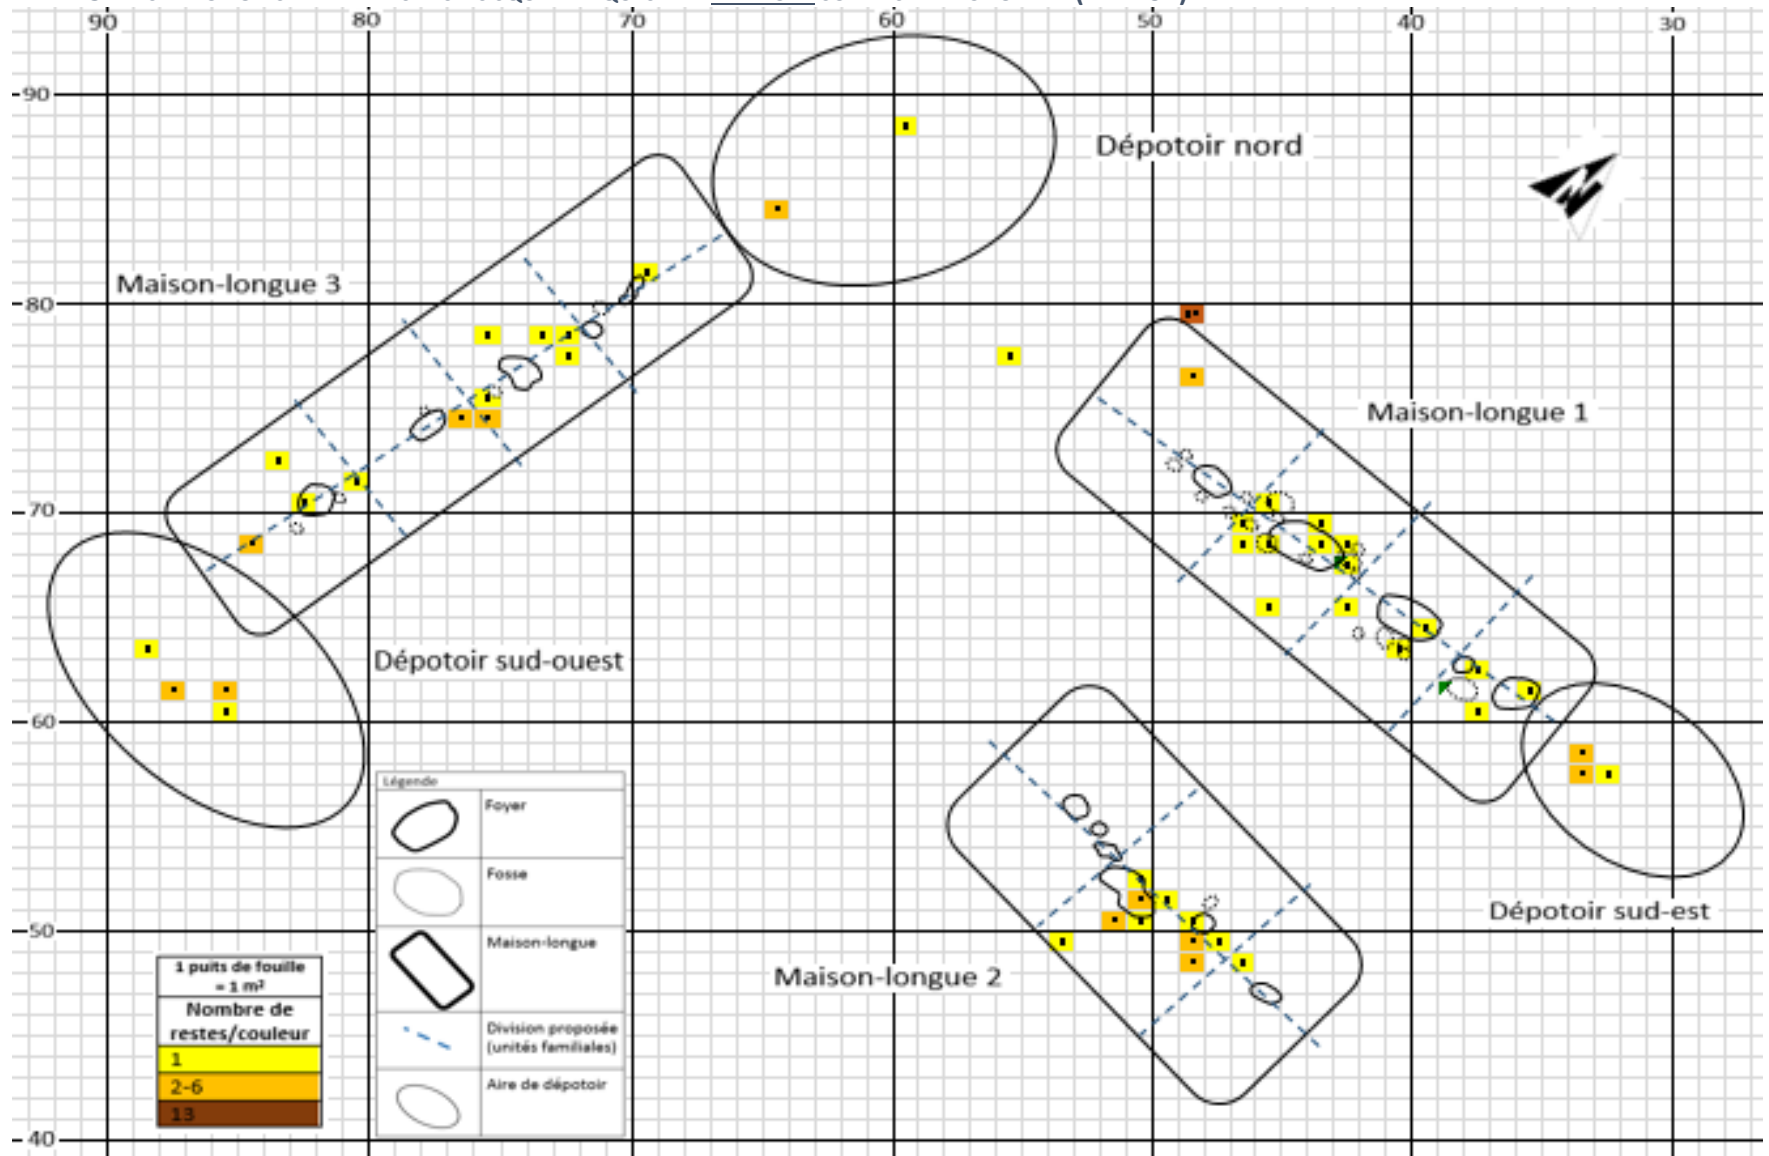 90 80 70 60 50 40 30
90
Dépotoir nord
N
Maison-longue 3
80
Maison-longue 1
70
Dépotoir sud-ouest
60
Légende
Foyer
Fosse
Dépotoir sud-est
50
Maison-longue
Maison-longue 2
1 puits de fouille
= 1 m²
Nombre de
restes/couleur
1
2-6
13
Division proposée
(unités familiales)
Aire de dépotoir
40